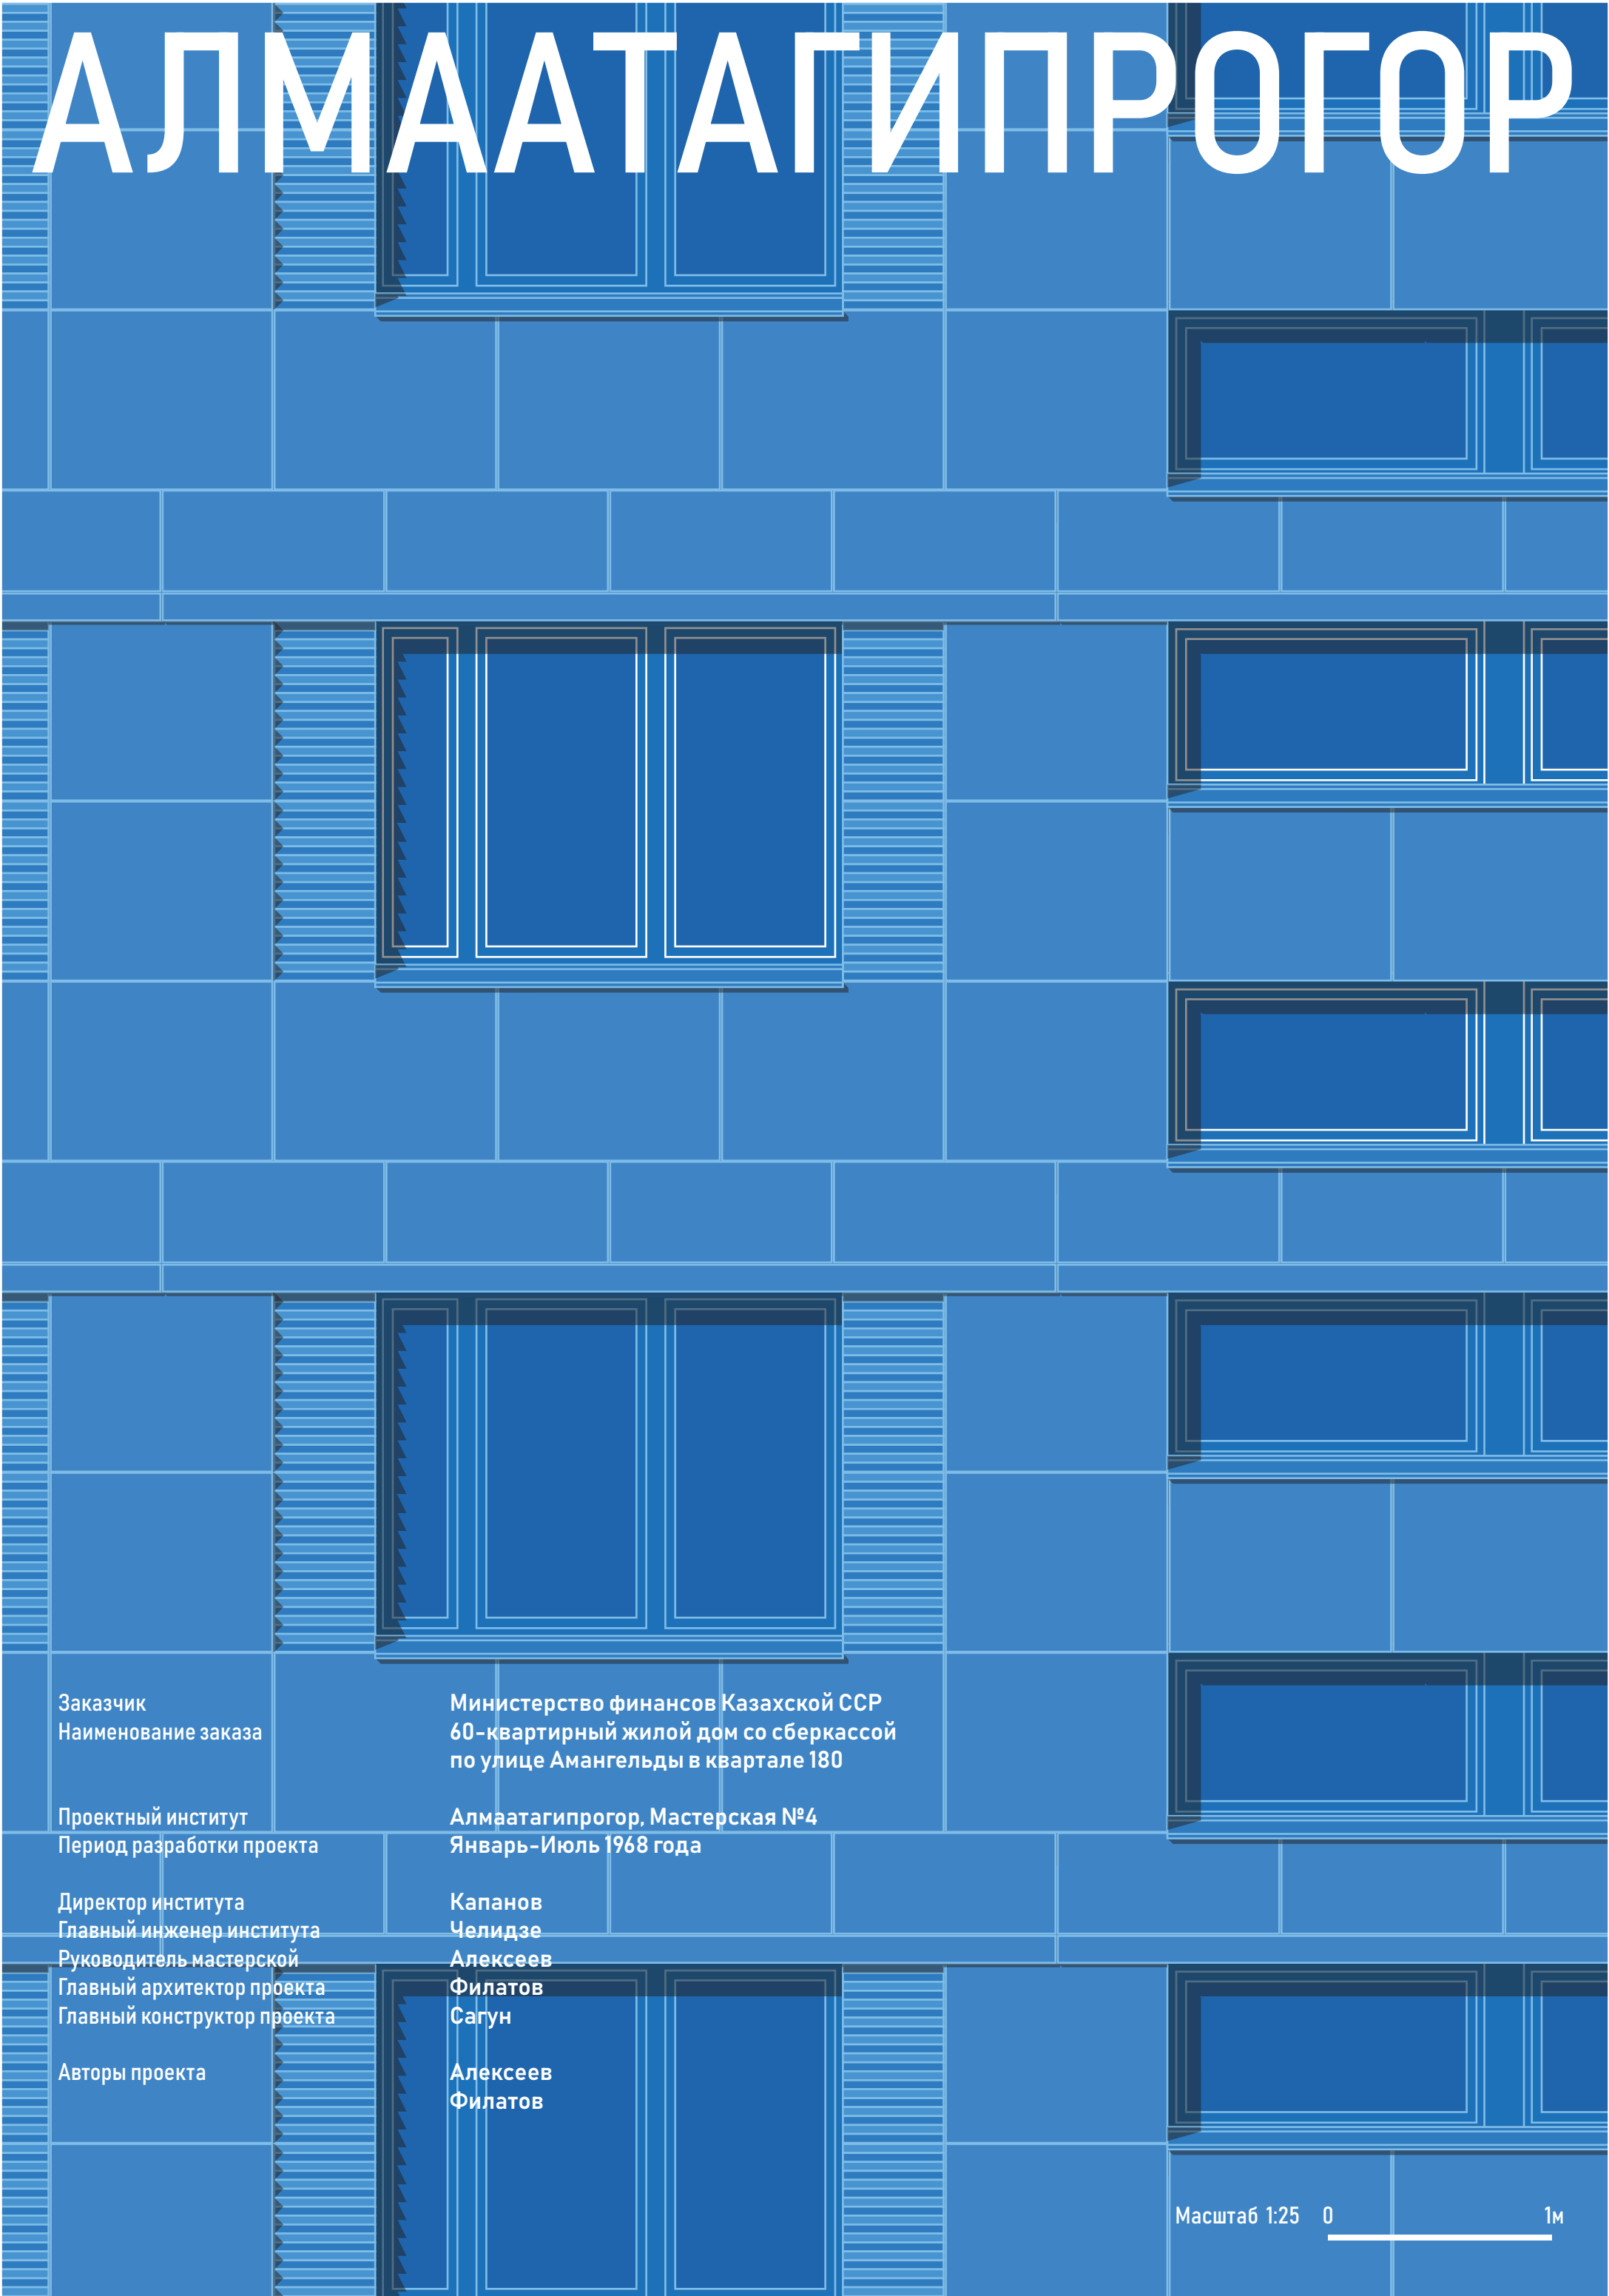 АЛМААТАГИПРОГОР
Заказчик Министерство финансов Казахской ССР
Наименование заказа 60-квартирный жилой дом со сберкассой
по улице Амангельды в квартале 180
Проектный институт Алмаатагипрогор, Мастерская №4
Период разработки проекта Январь-Июль 1968 года
Директор института Капанов
Главный инженер института Челидзе
Руководитель мастерской Алексеев
Главный архитектор проекта Филатов
Главный конструктор проекта Сагун
Авторы проекта Алексеев
Филатов
Масштаб 1:25 0 1м